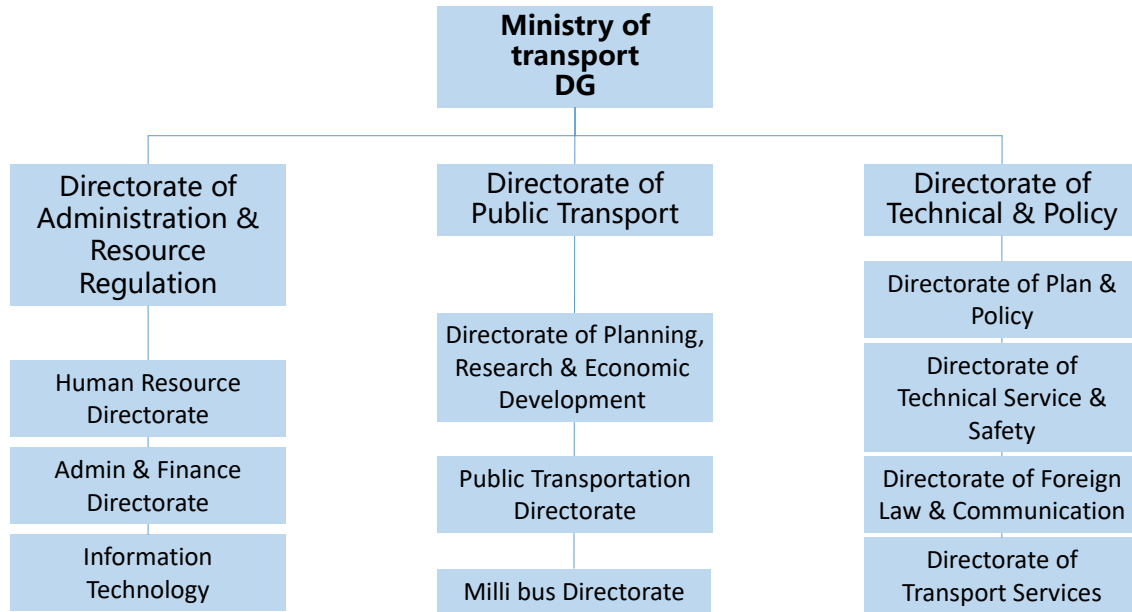 Ministry of
transport
DG
Directorate of
Administration &
Resource
Regulation
Human Resource
Directorate
Admin & Finance
Directorate
Information
Technology
Directorate of
Public Transport
Directorate of Planning,
Research & Economic
Development
Public Transportation
Directorate
Milli bus Directorate
Directorate of
Technical & Policy
Directorate of Plan &
Policy
Directorate of
Technical Service &
Safety
Directorate of Foreign
Law & Communication
Directorate of
Transport Services